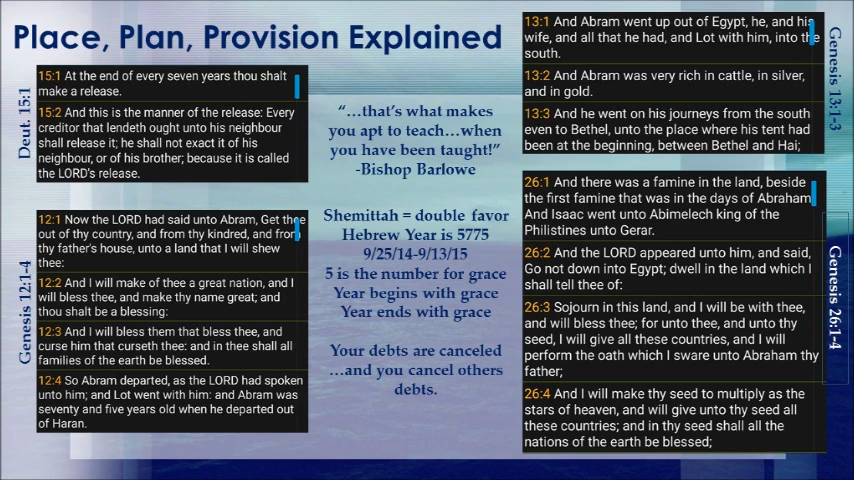 Place, Plan, Provision Explained
Deut. 15:1
15:1 At the end of every seven years thou shalt
make a release.
15:2 And this is the manner of the release: Every
creditor that lendeth ought unto his neighbour
shall release it; he shall not exact it of his
neighbour, or of his brother; because it is called
the LORD's release.
Genesis 12:1-4
12:1 Now the LORD had said unto Abram, Get thee
out of thy country, and from thy kindred, and from
thy father's house, unto a land that I will shew
thee:
12:2 And I will make of thee a great nation, and I
will bless thee, and make thy name great; and
thou shalt be a blessing:
12:3 And I will bless them that bless thee, and
curse him that curseth thee: and in thee shall all
families of the earth be blessed.
12:4 So Abram departed, as the LORD had spoken
unto him; and Lot went with him: and Abram was
seventy and five years old when he departed out
of Haran.
“…that’s what makes
you apt to teach…when
you have been taught!”
-Bishop Barlowe
Shemittah = double favor
Hebrew Year is 5775
9/25/14-9/13/15
5 is the number for grace
Year begins with grace
Year ends with grace
Your debts are canceled
…and you cancel others
debts.
13:1 And Abram went up out of Egypt, he, and his
wife, and all that he had, and Lot with him, into the
south.
13:2 And Abram was very rich in cattle, in silver,
and in gold.
13:3 And he went on his journeys from the south
even to Bethel, unto the place where his tent had
been at the beginning, between Bethel and Hai;
Genesis 13:1-3
26:1 And there was a famine in the land, beside
the first famine that was in the days of Abraham.
And Isaac went unto Abimelech king of the
Philistines unto Gerar.
26:2 And the LORD appeared unto him, and said,
Go not down into Egypt; dwell in the land which I
shall tell thee of:
26:3 Sojourn in this land, and I will be with thee,
and will bless thee; for unto thee, and unto thy
seed, I will give all these countries, and I will
perform the oath which I sware unto Abraham thy
father;
26:4 And I will make thy seed to multiply as the
stars of heaven, and will give unto thy seed all
these countries; and in thy seed shall all the
nations of the earth be blessed;
Genesis 26:1-4